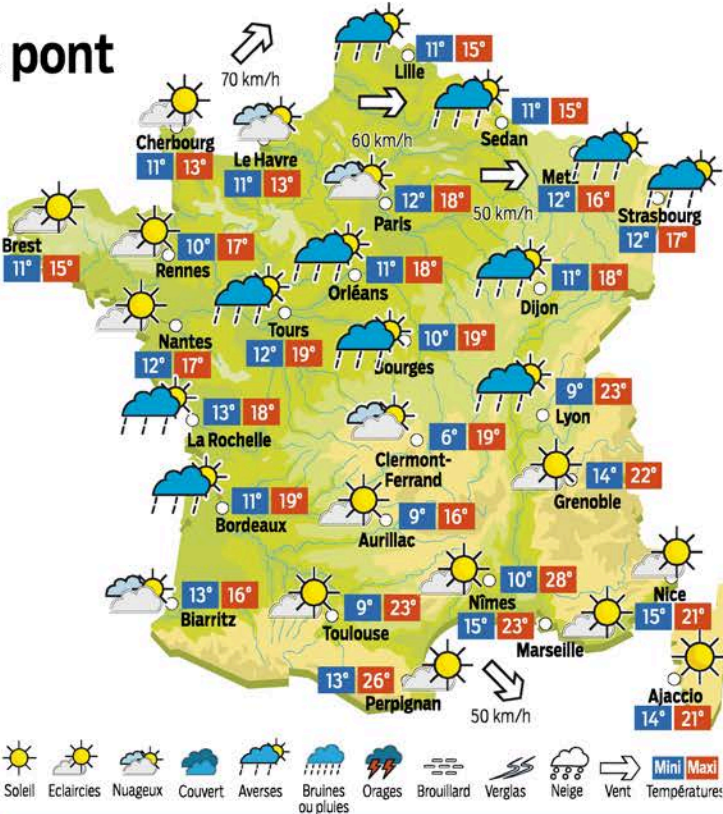 pont
70 km/h
11° 15°
Lille
60 km/h
11° 15°
Sedan
Cherbourg
11° 13°
Le Havre
11° 13°
50 km/h
Metz
12° 16°
Strasbourg
12° 17°
12° 18°
Paris
Brest
11° 15°
10° 17°
Rennes
11° 18°
Orléans
11° 18°
Dijon
Nantes
12° 17°
Tours
12° 19°
10° 19°
Bourges
9° 23°
Lyon
13° 18°
La Rochelle
6° 19°
Clermont-
Ferrand
14° 22°
Grenoble
11° 19°
Bordeaux
9° 16°
Aurillac
13° 16°
Biarritz
9° 23°
Toulouse
10° 28°
Nîmes
Nice
15° 21°
15° 23°
Marseille
13° 26°
Perpignan
50 km/h
Ajaccio
14° 21°
Soleil
Eclaircies
Nuageux
Couvert
Averses
Bruines
ou pluies
Orages
Brouillard
Verglas
Neige
Vent
Mini Maxi
Températures